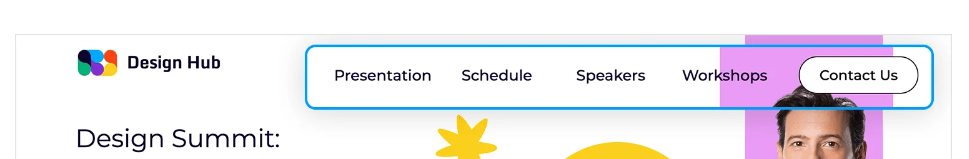 Design Hub
Presentation Schedule Speakers Workshops Contact Us
Design Summit: